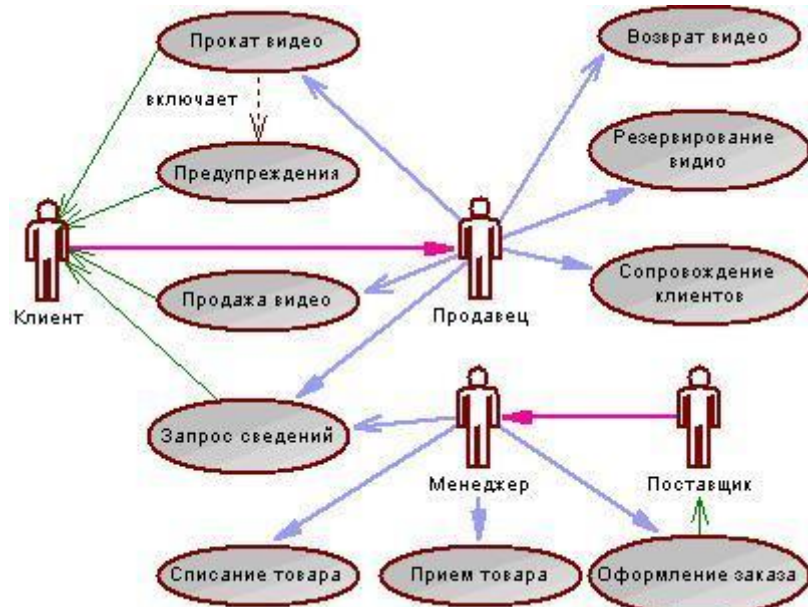 Прокат видео
Возврат видео
включает
Резервирование
видио
Предупреждения
Клиент
Продажа видео
Продавец
Сопровождение
клиентов
Запрос сведений
Менеджер
Поставщик
Списание товара
Прием товара
Оформление заказа